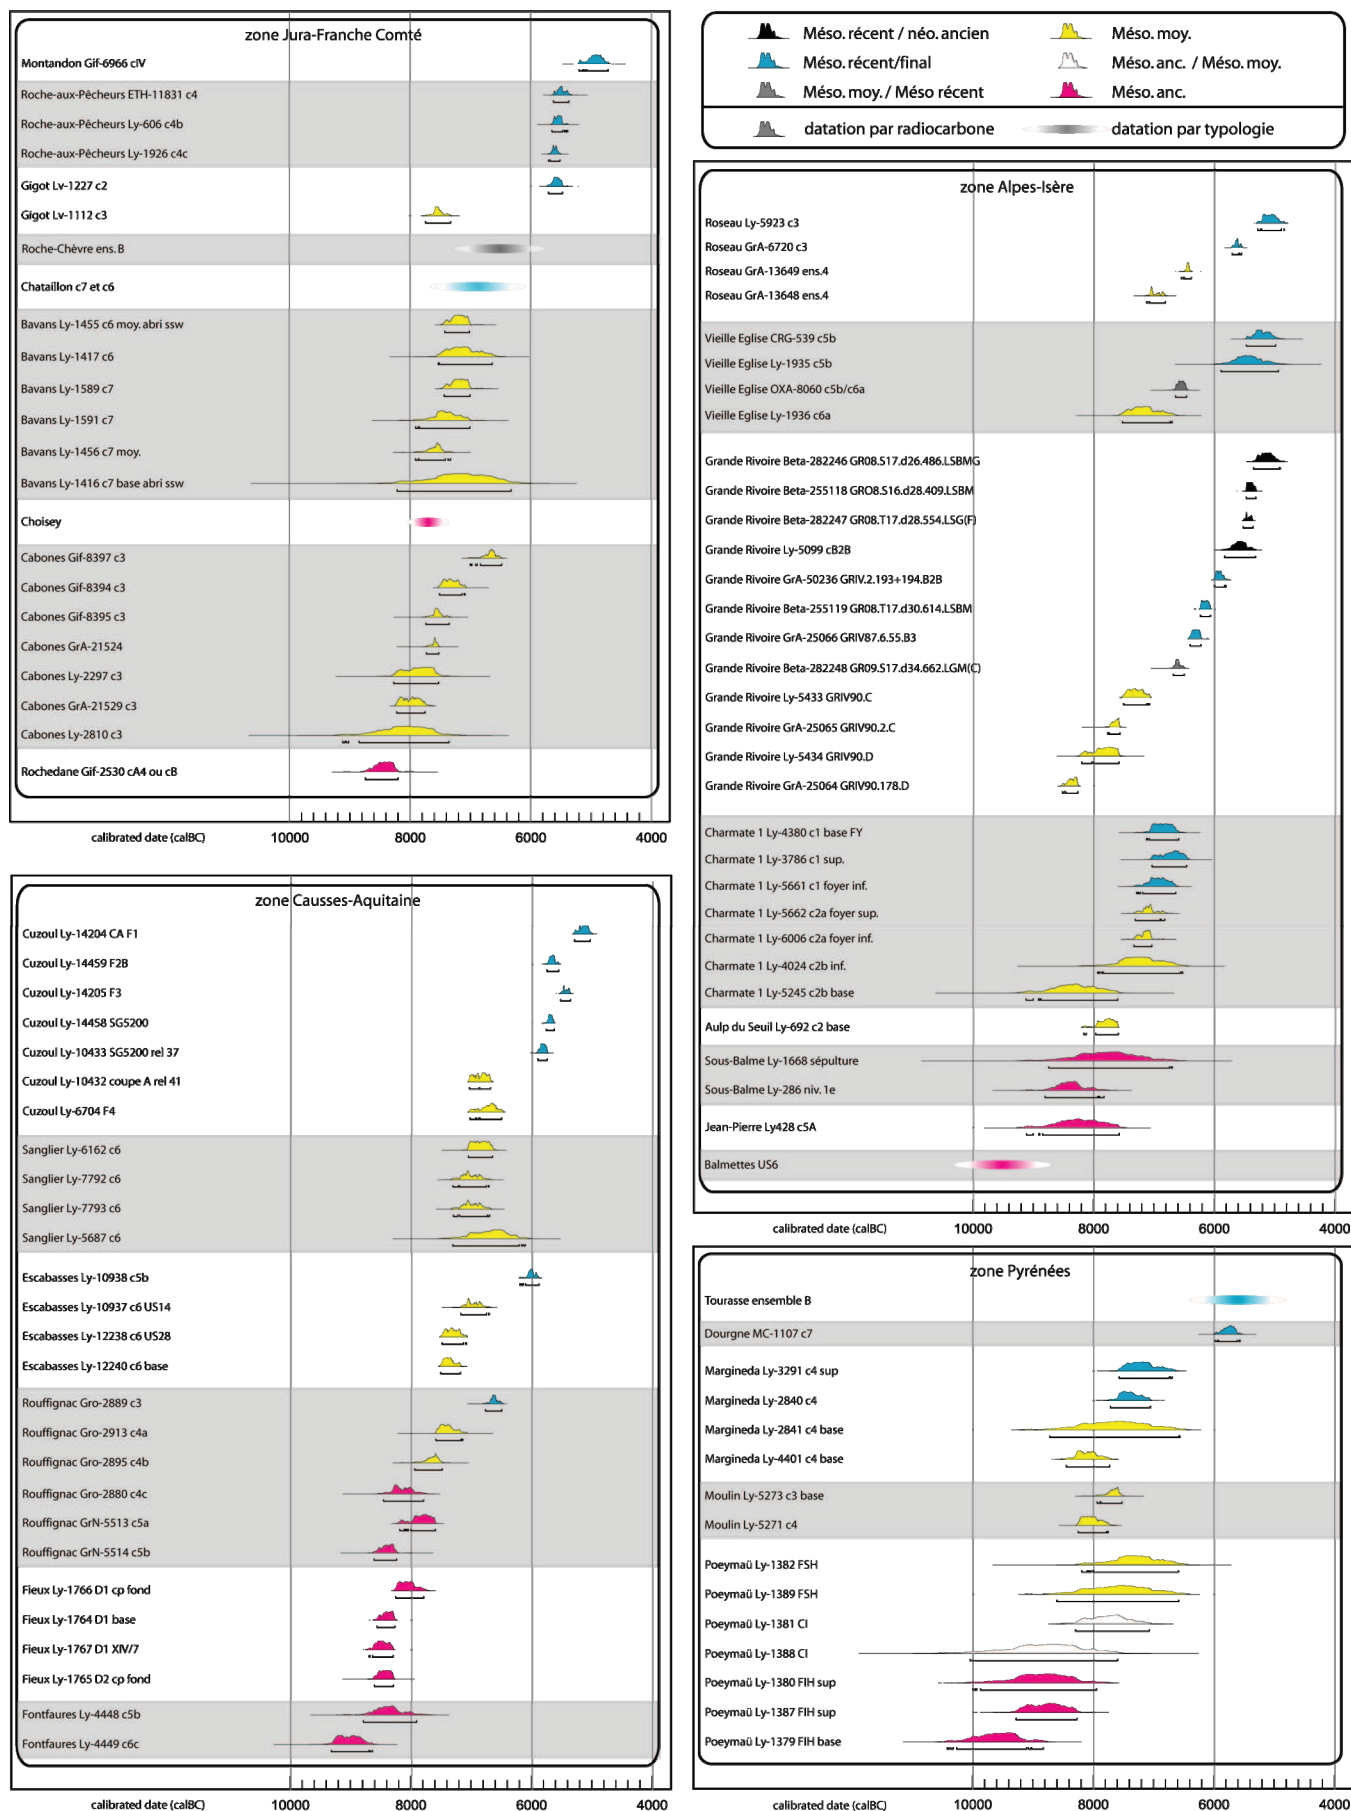 zone Jura-Franche Comté
Montandon Gif-6966 cIV
Roche-aux-Pêcheurs ETH-11831 c4
Roche-aux-Pêcheurs Ly-606 c4b
Roche-aux-Pêcheurs Ly-1926 c4c
Gigot Lv-1227 c2
Gigot Lv-1112 c3
Roche-Chèvre ens. B
Chataillon c7 et c6
Bavans Ly-1455 c6 moy. abri ssw
Bavans Ly-1417 c6
Bavans Ly-1589 c7
Bavans Ly-1591 c7
Bavans Ly-1456 c7 moy.
Bavans Ly-1416 c7 base abri ssw
Choisey
Cabones Gif-8397 c3
Cabones Gif-8394 c3
Cabones Gif-8395 c3
Cabones GrA-21524
Cabones Ly-2297 c3
Cabones GrA-21529 c3
Cabones Ly-2810 c3
Rochedane Gif-2530 cA4 ou cB
calibrated date (calBC) 10000 8000 6000 4000
zone Causses-Aquitaine
Cuzoul Ly-14204 CA F1
Cuzoul Ly-14459 F2B
Cuzoul Ly-14205 F3
Cuzoul Ly-14458 SG5200
Cuzoul Ly-10433 SG5200 rel 37
Cuzoul Ly-10432 coupe A rel 41
Cuzoul Ly-6704 F4
Sanglier Ly-6162 c6
Sanglier Ly-7792 c6
Sanglier Ly-7793 c6
Sanglier Ly-5687 c6
Escabasses Ly-10938 c5b
Escabasses Ly-10937 c6 US14
Escabasses Ly-12238 c6 US28
Escabasses Ly-12240 c6 base
Rouffignac Gro-2889 c3
Rouffignac Gro-2913 c4a
Rouffignac Gro-2895 c4b
Rouffignac Gro-2880 c4c
Rouffignac GrN-5513 c5a
Rouffignac GrN-5514 c5b
Fieux Ly-1766 D1 cp fond
Fieux Ly-1764 D1 base
Fieux Ly-1767 D1 XIV/7
Fieux Ly-1765 D2 cp fond
Fontfaures Ly-4448 c5b
Fontfaures Ly-4449 c6c
calibrated date (calBC) 10000 8000 6000 4000
Méso. récent / néo. ancien Méso. moy.
Méso. récent/final Méso. anc. / Méso. moy.
Méso. moy. / Méso récent Méso. anc.
datation par radiocarbone datation par typologie
zone Alpes-Isère
Roseau Ly-5923 c3
Roseau GrA-6720 c3
Roseau GrA-13649 ens.4
Roseau GrA-13648 ens.4
Vieille Eglise CRG-539 c5b
Vieille Eglise Ly-1935 c5b
Vieille Eglise OXA-8060 c5b/c6a
Vieille Eglise Ly-1936 c6a
Grande Rivoire Beta-282246 GR08.S17.d26.486.LSBMG
Grande Rivoire Beta-255118 GRO8.S16.d28.409.LSBM
Grande Rivoire Beta-282247 GR08.T17.d28.554.LSG(F)
Grande Rivoire Ly-5099 cB2B
Grande Rivoire GrA-50236 GRIV.2.193+194.B2B
Grande Rivoire Beta-255119 GR08.T17.d30.614.LSBM
Grande Rivoire GrA-25066 GRIV87.6.55.B3
Grande Rivoire Beta-282248 GR09.S17.d34.662.LGM(C)
Grande Rivoire Ly-5433 GRIV90.C
Grande Rivoire GrA-25065 GRIV90.2.C
Grande Rivoire Ly-5434 GRIV90.D
Grande Rivoire GrA-25064 GRIV90.178.D
Charmate 1 Ly-4380 c1 base FY
Charmate 1 Ly-3786 c1 sup.
Charmate 1 Ly-5661 c1 foyer inf.
Charmate 1 Ly-5662 c2a foyer sup.
Charmate 1 Ly-6006 c2a foyer inf.
Charmate 1 Ly-4024 c2b inf.
Charmate 1 Ly-5245 c2b base
Aulp du Seuil Ly-692 c2 base
Sous-Balme Ly-1668 sépulture
Sous-Balme Ly-286 niv. 1e
Jean-Pierre Ly428 c5A
Balmettes US6
calibrated date (calBC) 10000 8000 6000 4000
zone Pyrénées
Tourasse ensemble B
Dourgne MC-1107 c7
Margineda Ly-3291 c4 sup
Margineda Ly-2840 c4
Margineda Ly-2841 c4 base
Margineda Ly-4401 c4 base
Moulin Ly-5273 c3 base
Moulin Ly-5271 c4
Poeymaü Ly-1382 FSH
Poeymaü Ly-1389 FSH
Poeymaü Ly-1381 CI
Poeymaü Ly-1388 CI
Poeymaü Ly-1380 FIH sup
Poeymaü Ly-1387 FIH sup
Poeymaü Ly-1379 FIH base
calibrated date (calBC) 10000 8000 6000 4000